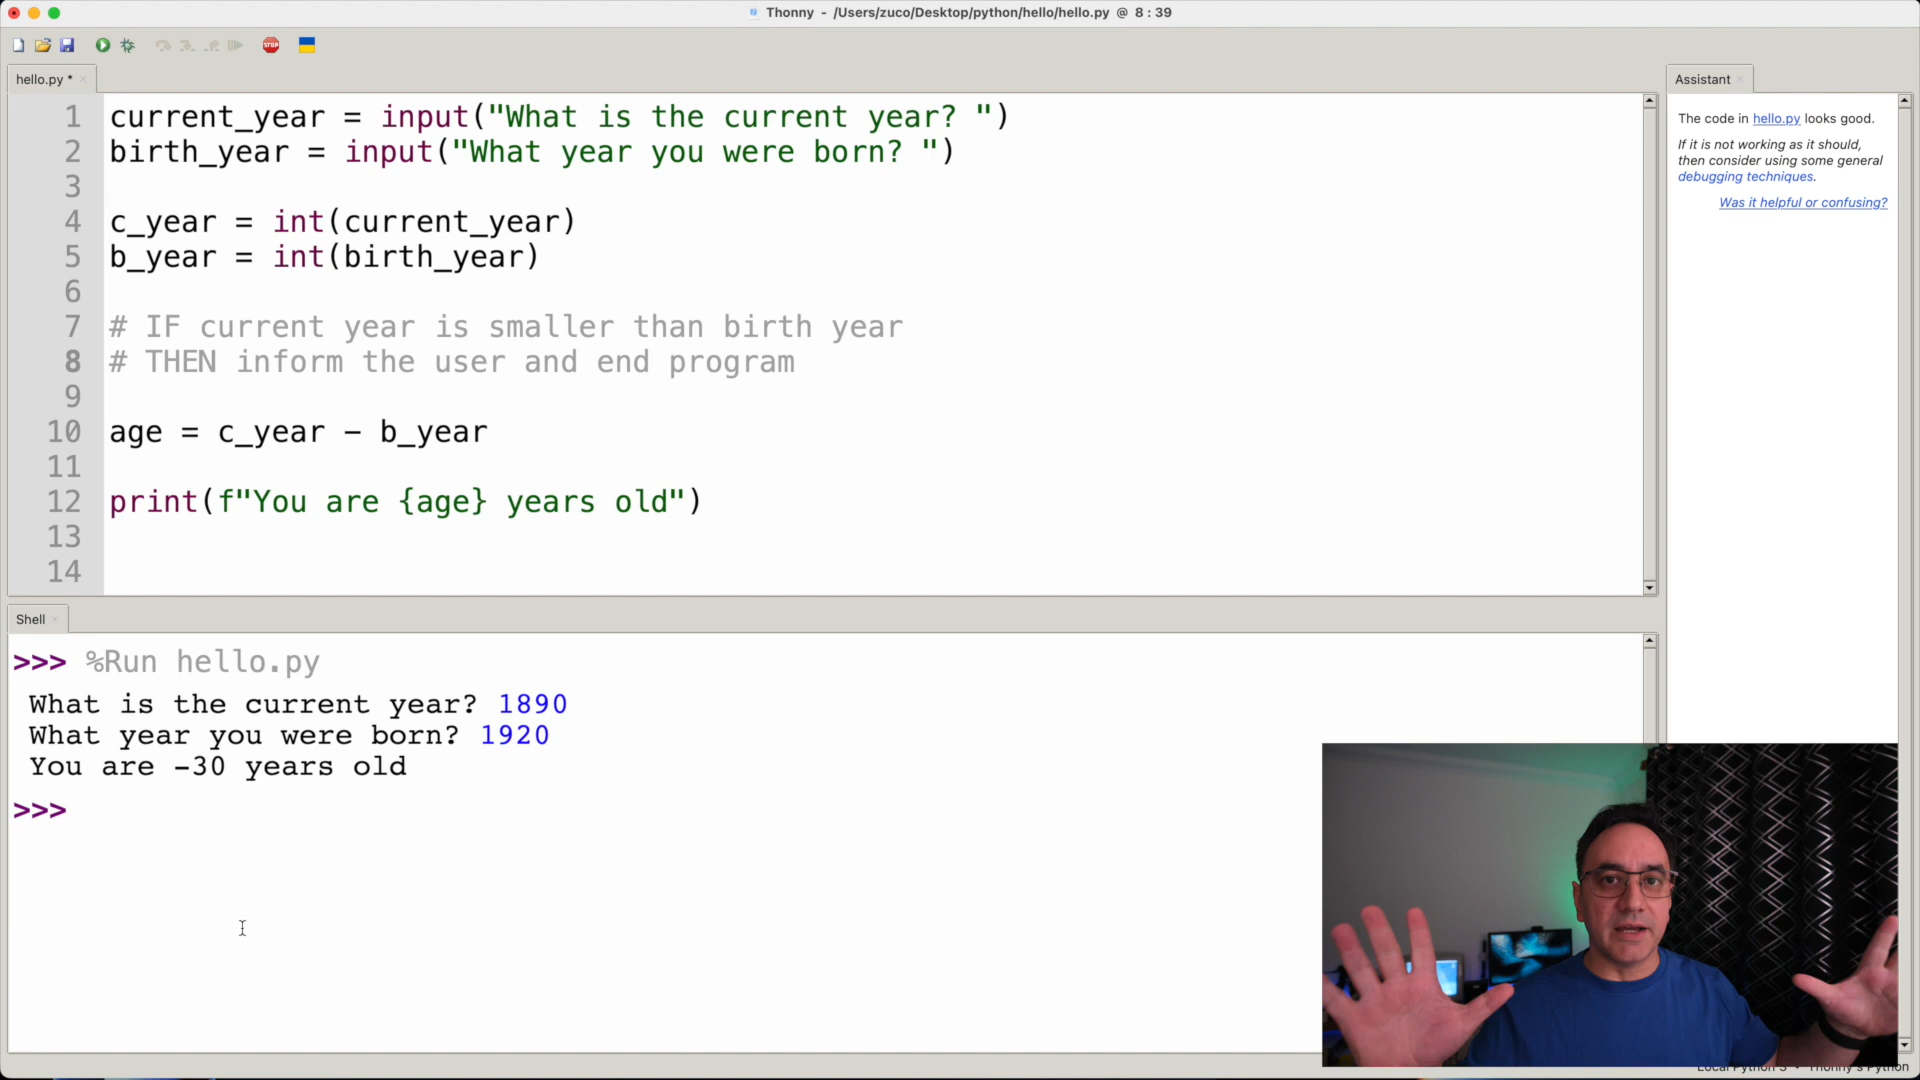 Thonny - /Users/zuco/Desktop/python/hello/hello.py @ 8 : 39
STOP
hello.py *
1 current_year = input("What is the current year? ")
2 birth_year = input("What year you were born? ")
3
4 c_year = int(current_year)
5 b_year = int(birth_year)
6
7 # IF current year is smaller than birth year
8 # THEN inform the user and end program
9
10 age = c_year - b_year
11
12 print(f"You are {age} years old")
13
14
Assistant
The code in hello.py looks good.
If it is not working as it should,
then consider using some general
debugging techniques.
Was it helpful or confusing?
Shell
>>> %Run hello.py
What is the current year? 1890
What year you were born? 1920
You are -30 years old
>>>
Local Python 3 • Thonny's Python